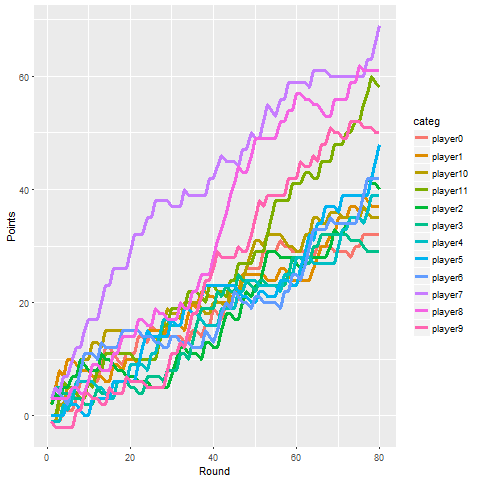 60
40
20
0
Points
0
20
40
60
80
Round
categ
player0
player1
player10
player11
player2
player3
player4
player5
player6
player7
player8
player9